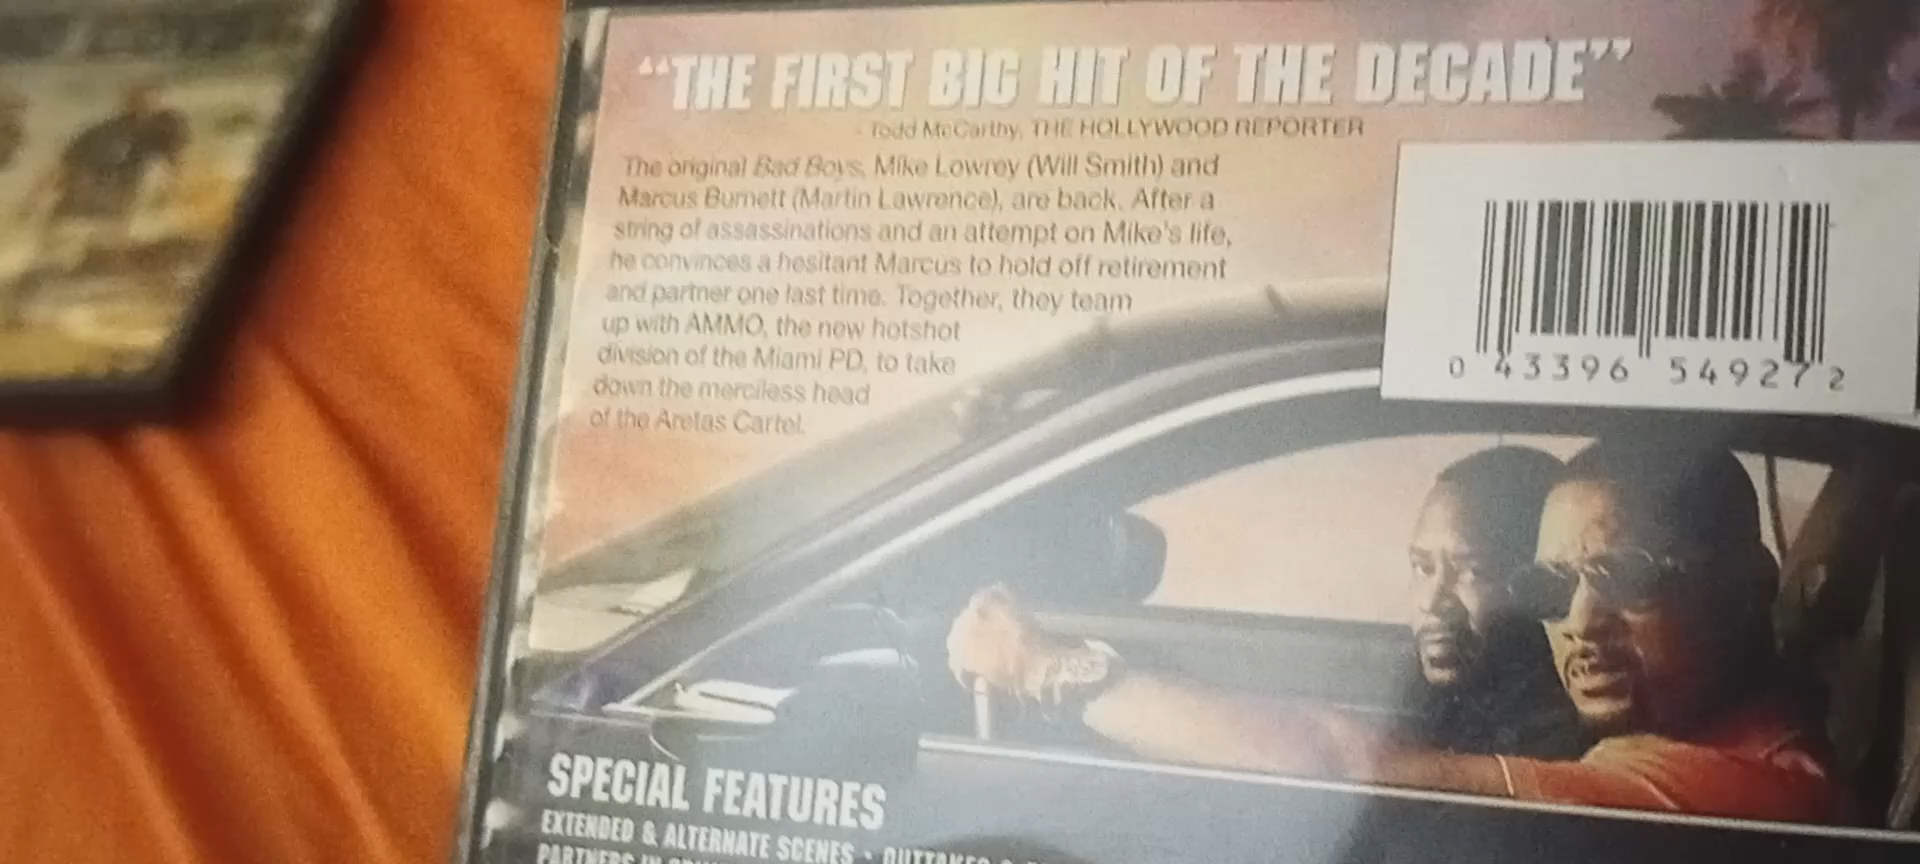 “THE FIRST BIG HIT OF THE DECADE”
- Todd McCarthy, THE HOLLYWOOD REPORTER
The original Bad Boys, Mike Lowrey (Will Smith) and
Marcus Burnett (Martin Lawrence), are back. After a
string of assassinations and an attempt on Mike's life,
he convinces a hesitant Marcus to hold off retirement
and partner one last time. Together, they team
up with AMMO, the new hotshot
division of the Miami PD, to take
down the merciless head
of the Aretas Cartel.
0 43396 54927 2
SPECIAL FEATURES
EXTENDED & ALTERNATE SCENES • OUTTAKES &
PARTNERS IN